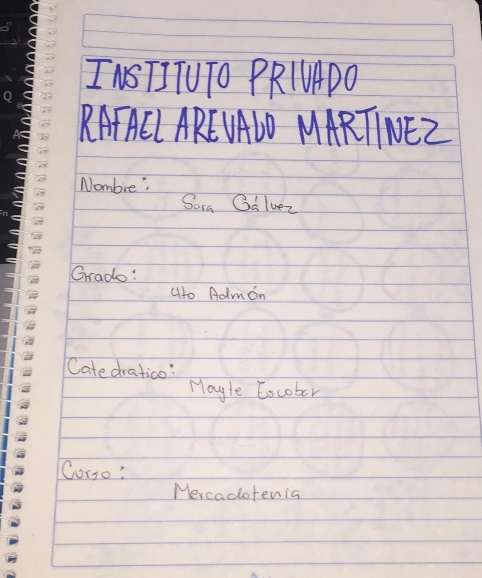 INSTITUTO PRIVADO
RAFAEL AREVALO MARTINEZ
Nombre:
Sara Gálvez
Grado:
4to Admón
Catedratico:
Mayte Escobar
Curso:
Mercadotenia